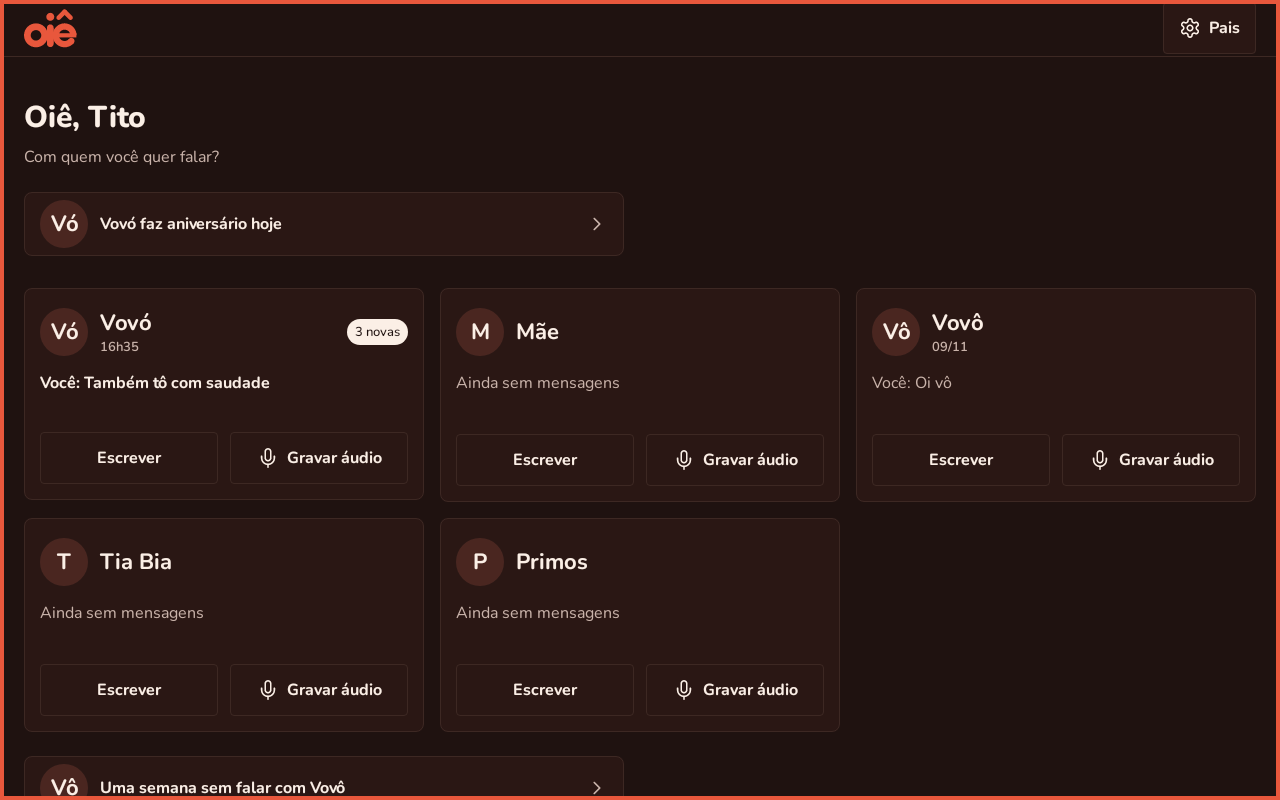 oiê
Pais
Oiê, Tito
Com quem você quer falar?
Vó Vovó faz aniversário hoje
Vó Vovó
16h35
3 novas
Você: Também tô com saudade
Escrever
Gravar áudio
M Mãe
Ainda sem mensagens
Escrever
Gravar áudio
Vô Vovô
09/11
Você: Oi vô
Escrever
Gravar áudio
T Tia Bia
Ainda sem mensagens
Escrever
Gravar áudio
P Primos
Ainda sem mensagens
Escrever
Gravar áudio
Vô Uma semana sem falar com Vovô